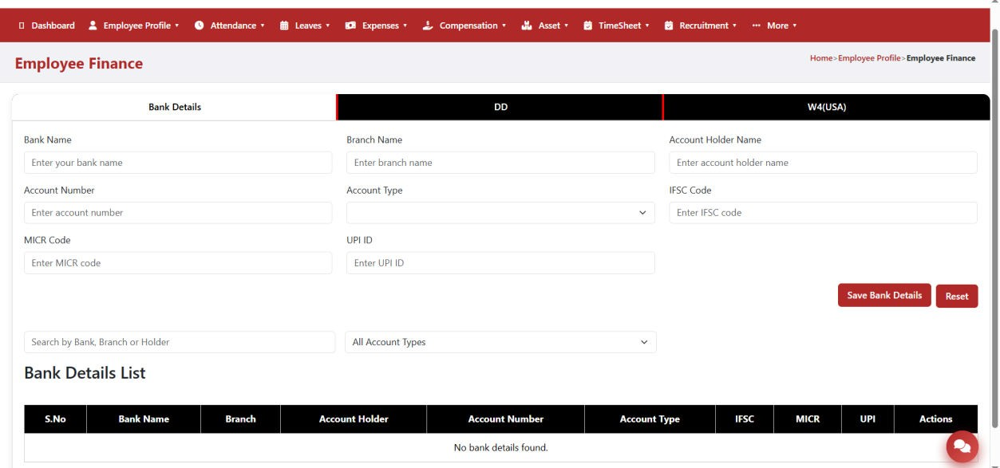 Dashboard Employee Profile Attendance Leaves Expenses Compensation Asset TimeSheet Recruitment More
Employee Finance
Home>Employee Profile>Employee Finance
Bank Details DD W4(USA)
Bank Name Branch Name Account Holder Name
Enter your bank name Enter branch name Enter account holder name
Account Number Account Type IFSC Code
Enter account number Enter IFSC code
MICR Code UPI ID
Enter MICR code Enter UPI ID
Save Bank Details Reset
Search by Bank, Branch or Holder All Account Types
Bank Details List
S.No Bank Name Branch Account Holder Account Number Account Type IFSC MICR UPI Actions
No bank details found.